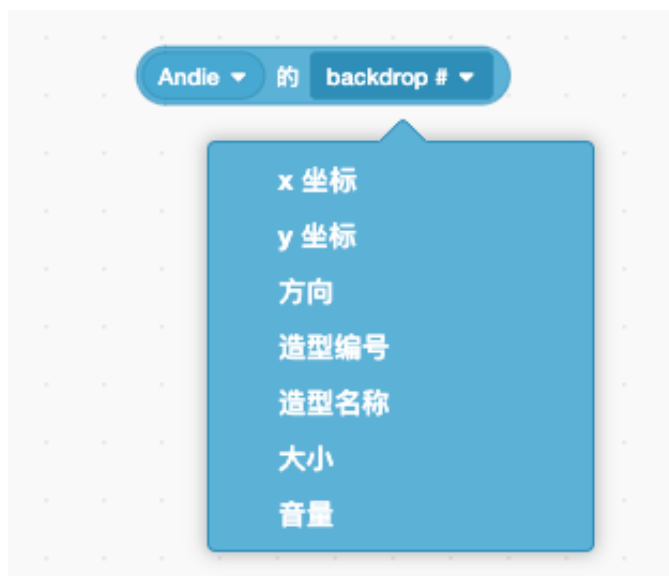 Andie 的 backdrop #
x 坐标
y 坐标
方向
造型编号
造型名称
大小
音量